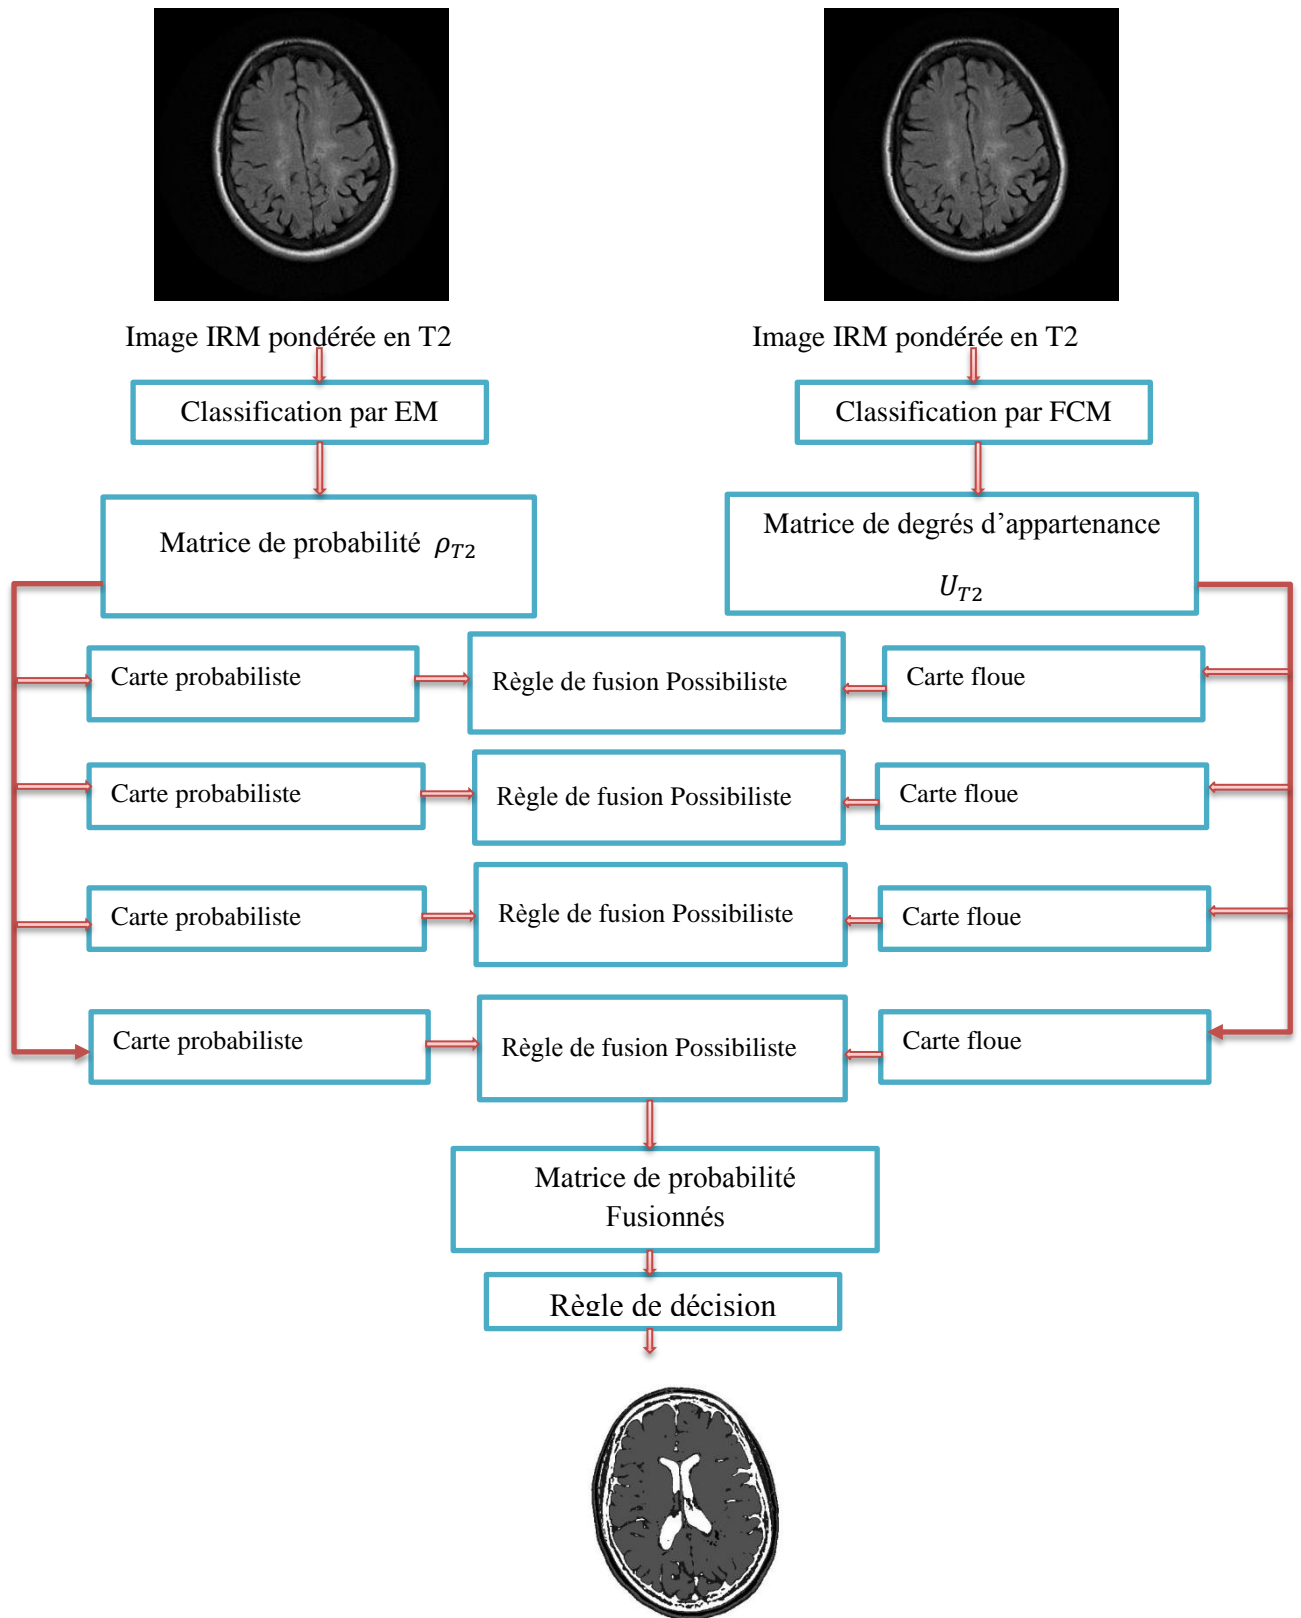 Image IRM pondérée en T2
Image IRM pondérée en T2
Classification par EM
Classification par FCM
Matrice de probabilité ρ_T2
Matrice de degrés d’appartenance
U_T2
Carte probabiliste
Règle de fusion Possibiliste
Carte floue
Carte probabiliste
Règle de fusion Possibiliste
Carte floue
Carte probabiliste
Règle de fusion Possibiliste
Carte floue
Carte probabiliste
Règle de fusion Possibiliste
Carte floue
Matrice de probabilité
Fusionnés
Règle de décision